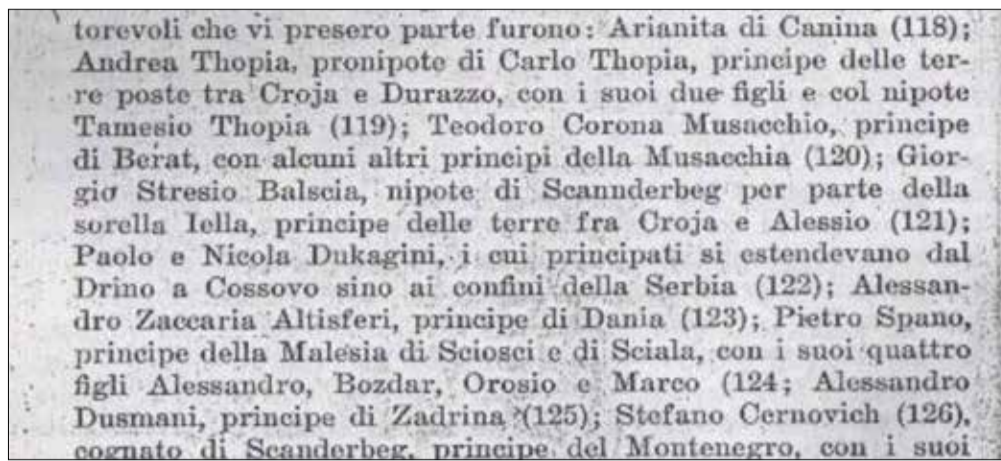 torevoli che vi presero parte furono: Arianita di Canina (118);
Andrea Thopia, pronipote di Carlo Thopia, principe delle ter-
re poste tra Croja e Durazzo, con i suoi due figli e col nipote
Tamesio Thopia (119); Teodoro Corona Musacchio, principe
di Berat, con alcuni altri principi della Musacchia (120); Gior-
gio Stresio Balscia, nipote di Scannderbeg per parte della
sorella Iella, principe delle terre fra Croja e Alessio (121);
Paolo e Nicola Dukagini, i cui principati si estendevano dal
Drino a Cossovo sino ai confini della Serbia (122); Alessan-
dro Zaccaria Altisferi, principe di Dania (123); Pietro Spano,
principe della Malesia di Sciosci e di Sciala, con i suoi quattro
figli Alessandro, Bozdar, Orosio e Marco (124; Alessandro
Dusmani, principe di Zadrina (125); Stefano Cernovich (126),
cognato di Scanderbeg, principe del Montenegro, con i suoi